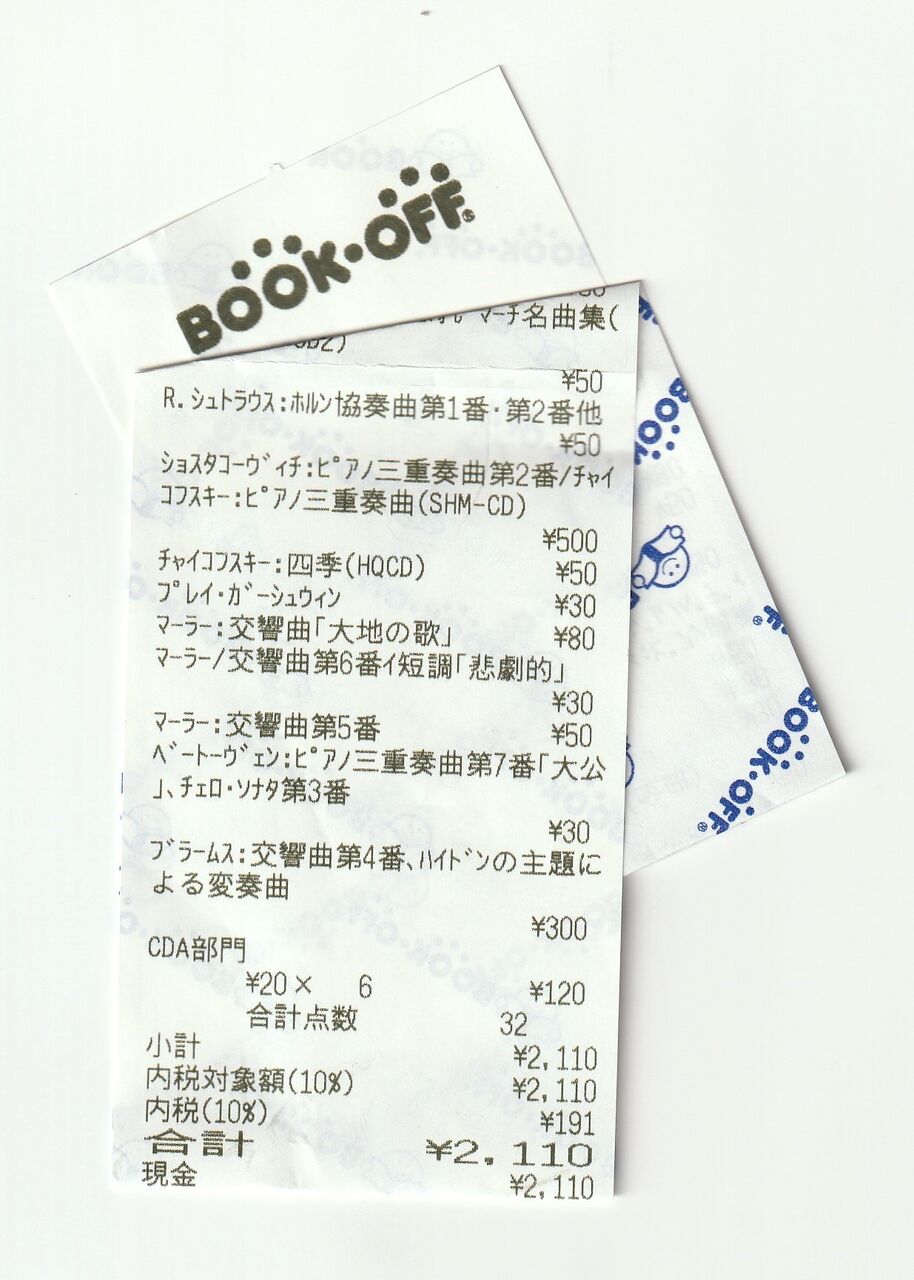 BOOK・OFF
マーチ名曲集(
CD2)
¥50
R.シュトラウス:ホルン協奏曲第1番・第2番他
¥50
ショスタコーヴィチ:ピアノ三重奏曲第2番/チャイ
コフスキー:ピアノ三重奏曲(SHM-CD)
¥500
チャイコフスキー:四季(HQCD) ¥50
プレイ・ガーシュウィン ¥30
マーラー:交響曲「大地の歌」 ¥80
マーラー/交響曲第6番イ短調「悲劇的」
¥30
マーラー:交響曲第5番 ¥50
ベートーヴェン:ピアノ三重奏曲第7番「大公
」、チェロ・ソナタ第3番
¥30
ブラームス:交響曲第4番、ハイドンの主題に
よる変奏曲
¥300
CDA部門
¥20× 6 ¥120
合計点数 32
小計 ¥2,110
内税対象額(10%) ¥2,110
内税(10%) ¥191
合計 ¥2,110
現金 ¥2,110
BOOK・OFF